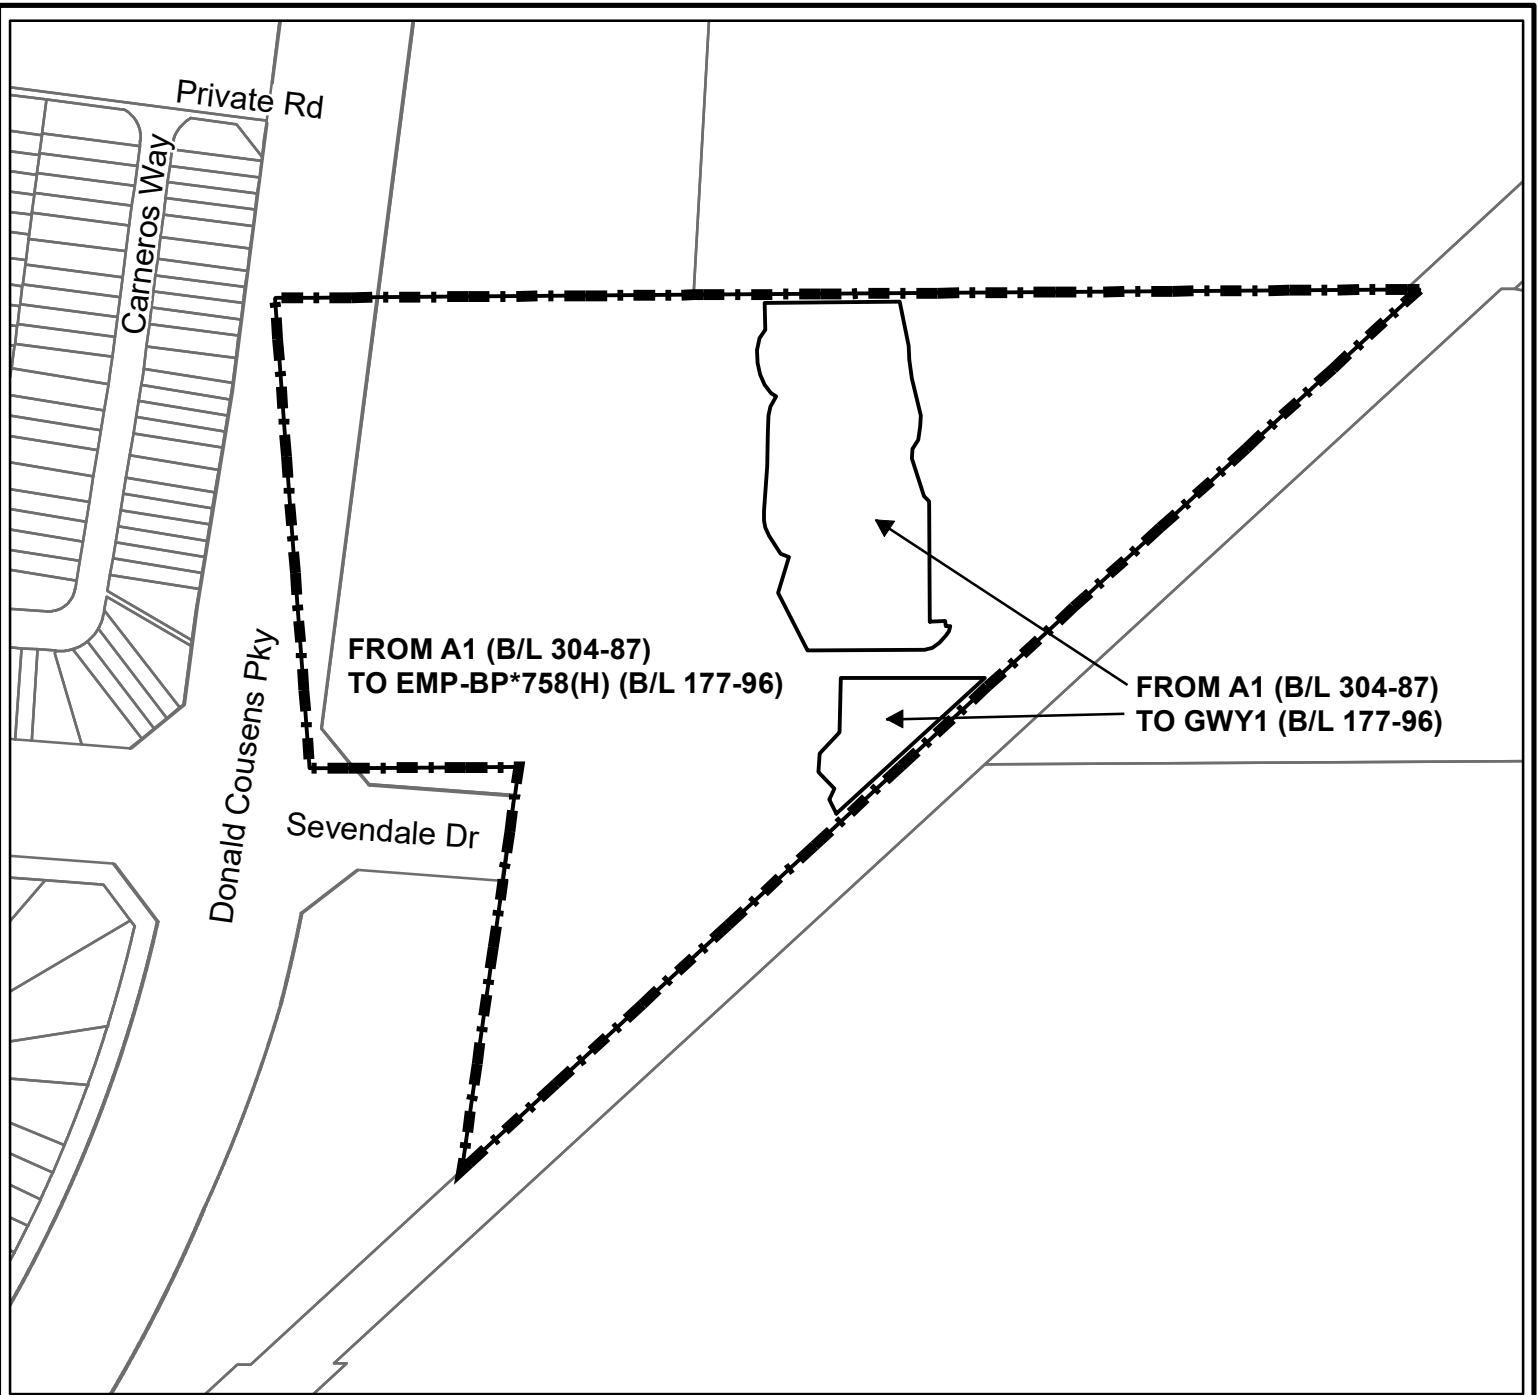 Private Rd
Carneros Way
FROM A1 (B/L 304-87)
TO EMP-BP*758(H) (B/L 177-96)
FROM A1 (B/L 304-87)
TO GWY1 (B/L 177-96)
Donald Cousens Pky
Sevendale Dr